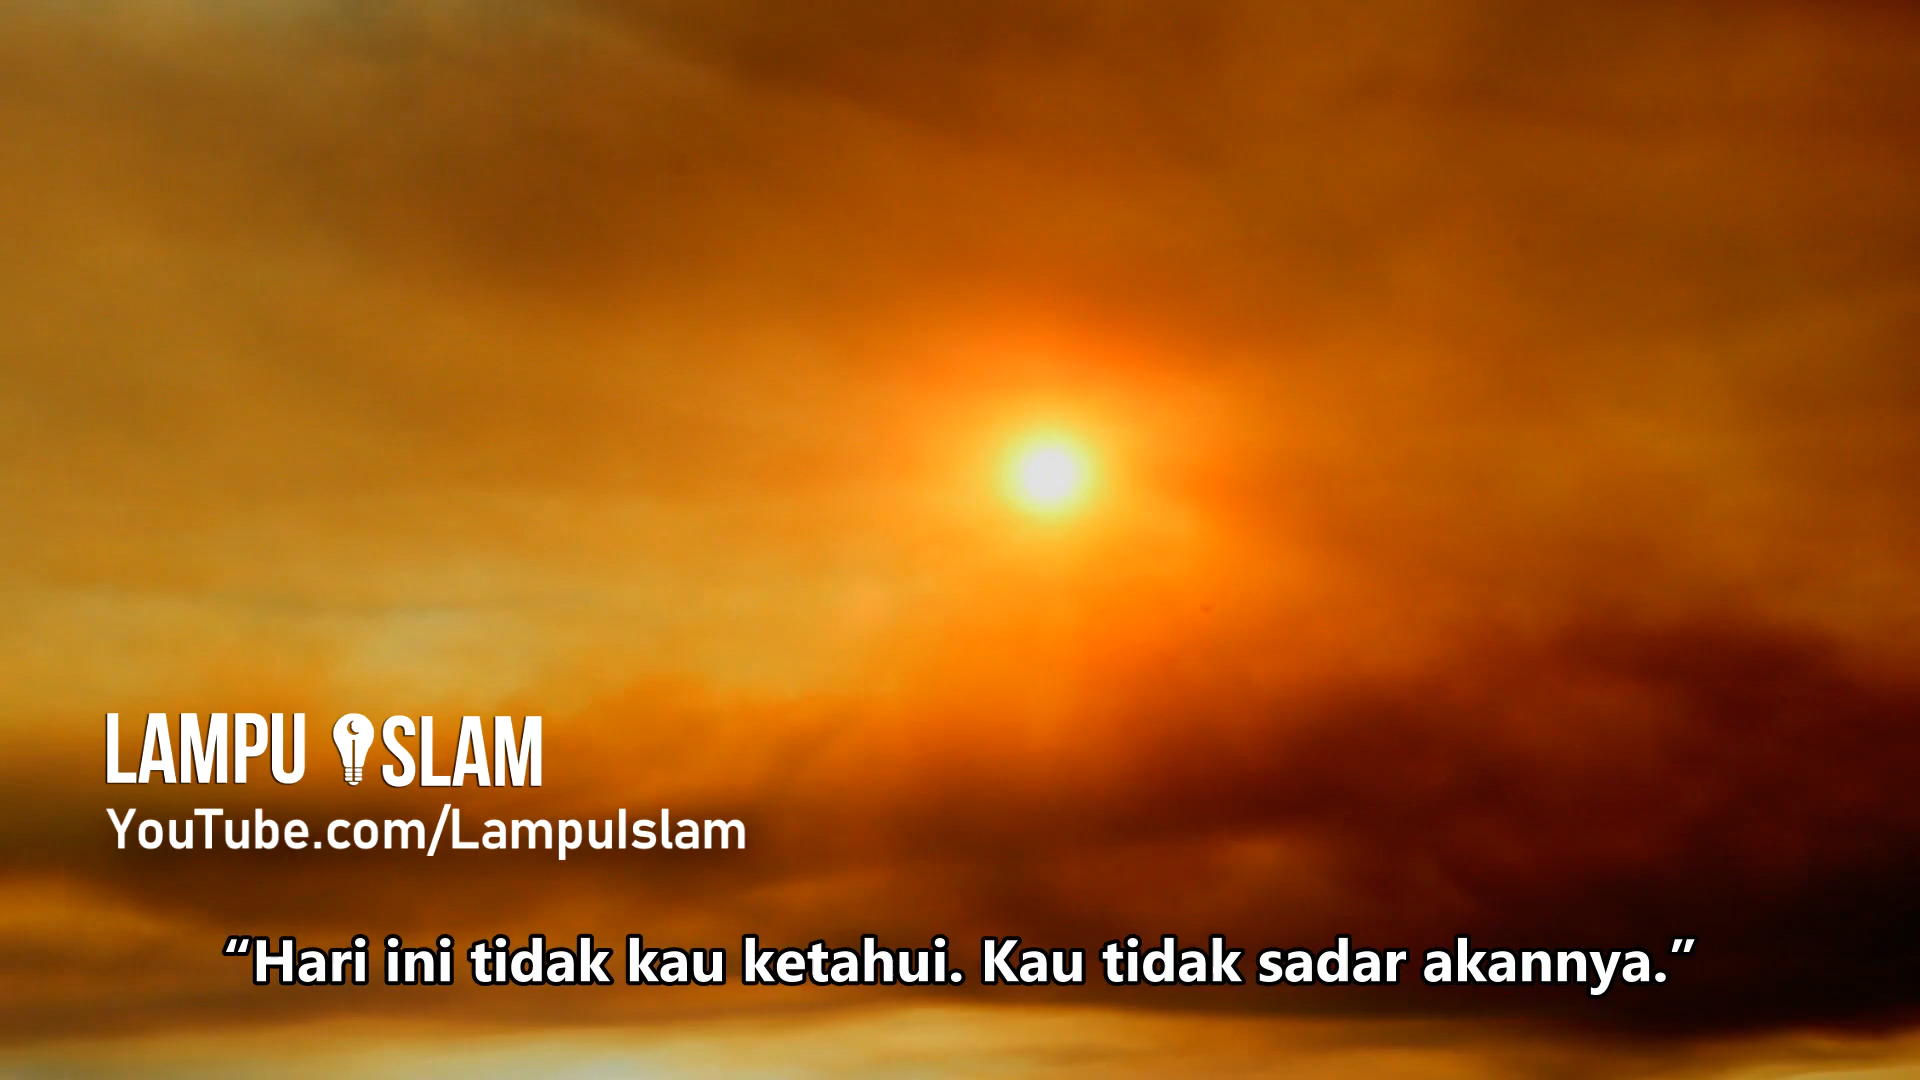 LAMPU ISLAM
YouTube.com/LampuIslam
“Hari ini tidak kau ketahui. Kau tidak sadar akannya.”